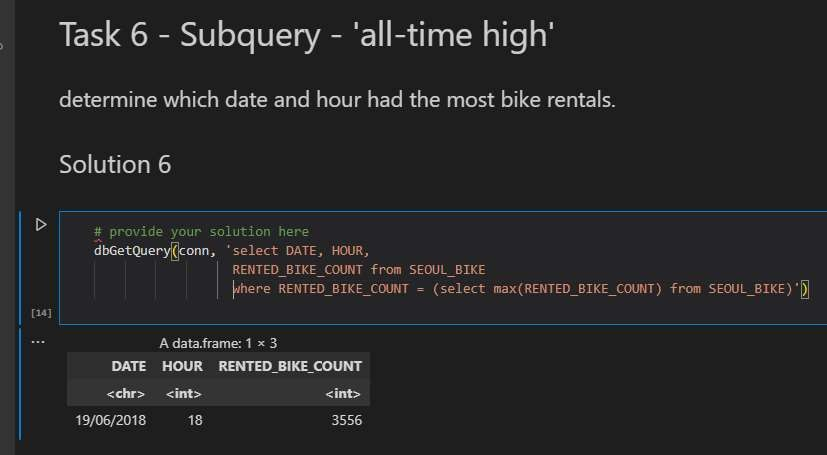 Task 6 - Subquery - 'all-time high'
determine which date and hour had the most bike rentals.
Solution 6
# provide your solution here
dbGetQuery(conn, 'select DATE, HOUR,
RENTED_BIKE_COUNT from SEOUL_BIKE
where RENTED_BIKE_COUNT = (select max(RENTED_BIKE_COUNT) from SEOUL_BIKE)')
[14]
...
A data.frame: 1 × 3
DATE HOUR RENTED_BIKE_COUNT
<chr> <int> <int>
19/06/2018 18 3556